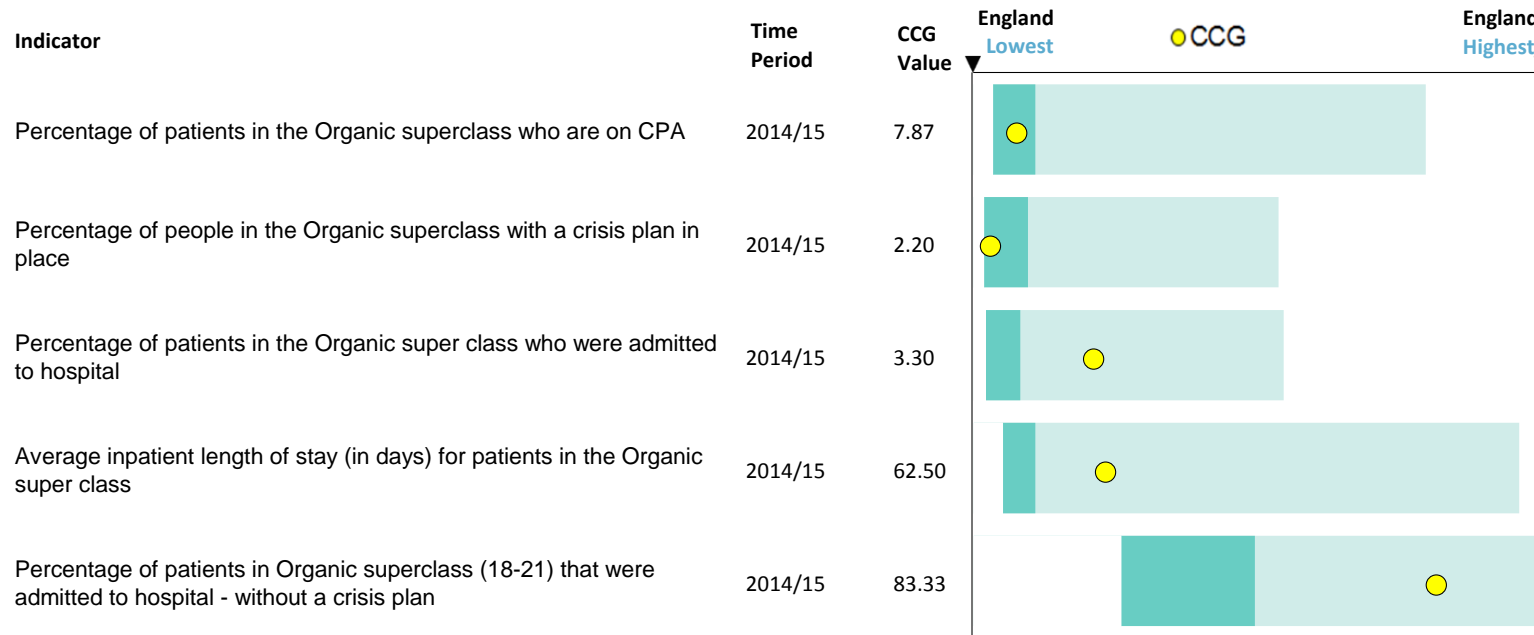 Indicator
Time Period
CCG Value
England Lowest
CCG
England Highest
Percentage of patients in the Organic superclass who are on CPA
2014/15
7.87
Percentage of people in the Organic superclass with a crisis plan in
place
2014/15
2.20
Percentage of patients in the Organic super class who were admitted
to hospital
2014/15
3.30
Average inpatient length of stay (in days) for patients in the Organic
super class
2014/15
62.50
Percentage of patients in Organic superclass (18-21) that were
admitted to hospital - without a crisis plan
2014/15
83.33